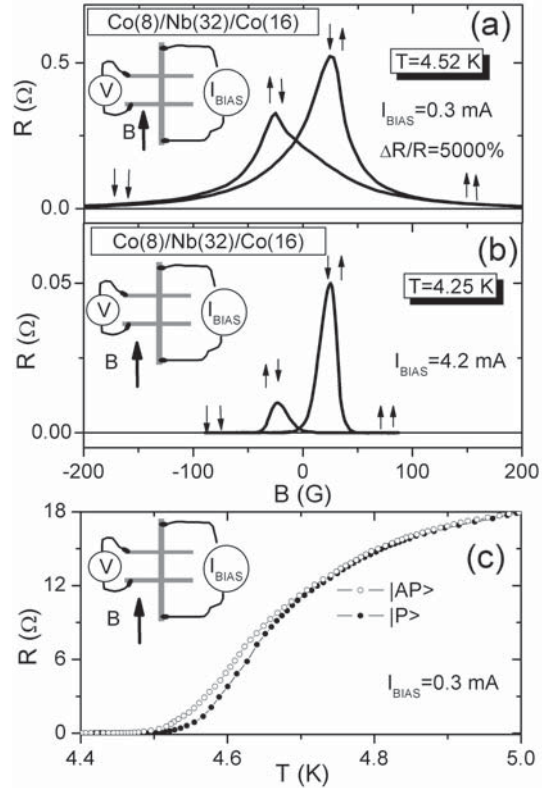 Co(8)/Nb(32)/Co(16)
(a)
0.5
0.0
R (Ω)
V
I_BIAS
B
T=4.52 K
I_BIAS=0.3 mA
ΔR/R=5000%
Co(8)/Nb(32)/Co(16)
(b)
0.05
0.00
R (Ω)
V
I_BIAS
B
T=4.25 K
I_BIAS=4.2 mA
-200 -100 0 100 200
B (G)
18
12
6
0
R (Ω)
V
I_BIAS
B
(c)
|AP>
|P>
I_BIAS=0.3 mA
4.4 4.6 4.8 5.0
T (K)